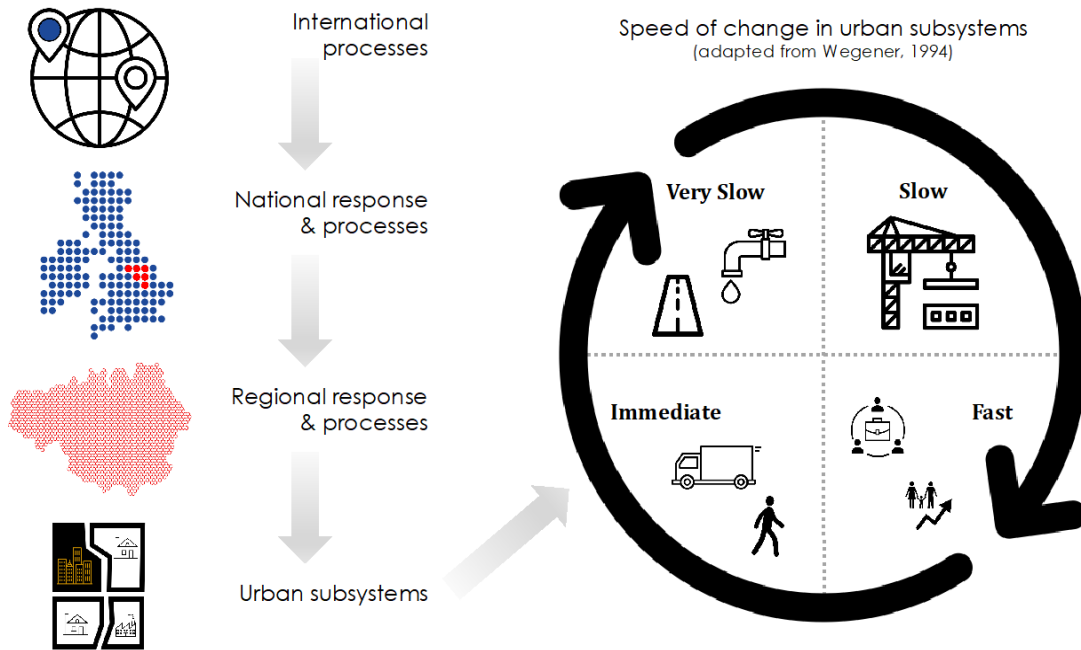 International
processes
National response
& processes
Regional response
& processes
Urban subsystems
Speed of change in urban subsystems
(adapted from Wegener, 1994)
Very Slow
Slow
Immediate
Fast